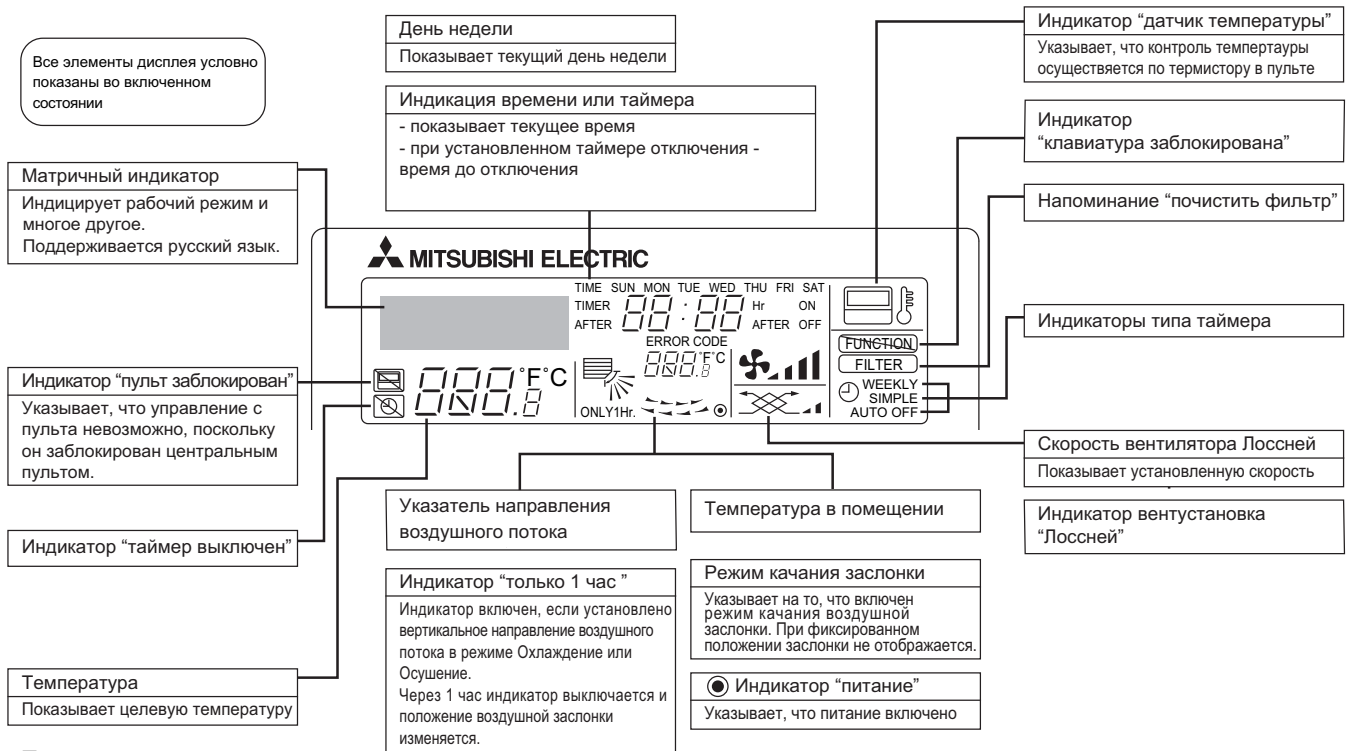 Все элементы дисплея условно
показаны во включенном
состоянии
День недели
Показывает текущий день недели
Индикация времени или таймера
- показывает текущее время
- при установленном таймере отключения -
время до отключения
Индикатор “датчик температуры”
Указывает, что контроль темпертауры
осуществяется по термистору в пульте
Индикатор
“клавиатура заблокирована”
Напоминание “почистить фильтр”
Индикаторы типа таймера
Матричный индикатор
Индицирует рабочий режим и
многое другое.
Поддерживается русский язык.
Индикатор “пульт заблокирован”
Указывает, что управление с
пульта невозможно, поскольку
он заблокирован центральным
пультом.
Индикатор “таймер выключен”
Температура
Показывает целевую температуру
MITSUBISHI ELECTRIC
TIME SUN MON TUE WED THU FRI SAT
TIMER 88:88 Hr ON
AFTER AFTER OFF
ERROR CODE
°F°C
°F°C
ONLY1Hr.
FUNCTION
FILTER
WEEKLY
SIMPLE
AUTO OFF
Скорость вентилятора Лоссней
Показывает установленную скорость
Индикатор вентустановка
“Лоссней”
Указатель направления
воздушного потока
Температура в помещении
Индикатор “только 1 час ”
Индикатор включен, если установлено
вертикальное направление воздушного
потока в режиме Охлаждение или
Осушение.
Через 1 час индикатор выключается и
положение воздушной заслонки
изменяется.
Режим качания заслонки
Указывает на то, что включен
режим качания воздушной
заслонки. При фиксированном
положении заслонки не отображается.
Индикатор “питание”
Указывает, что питание включено